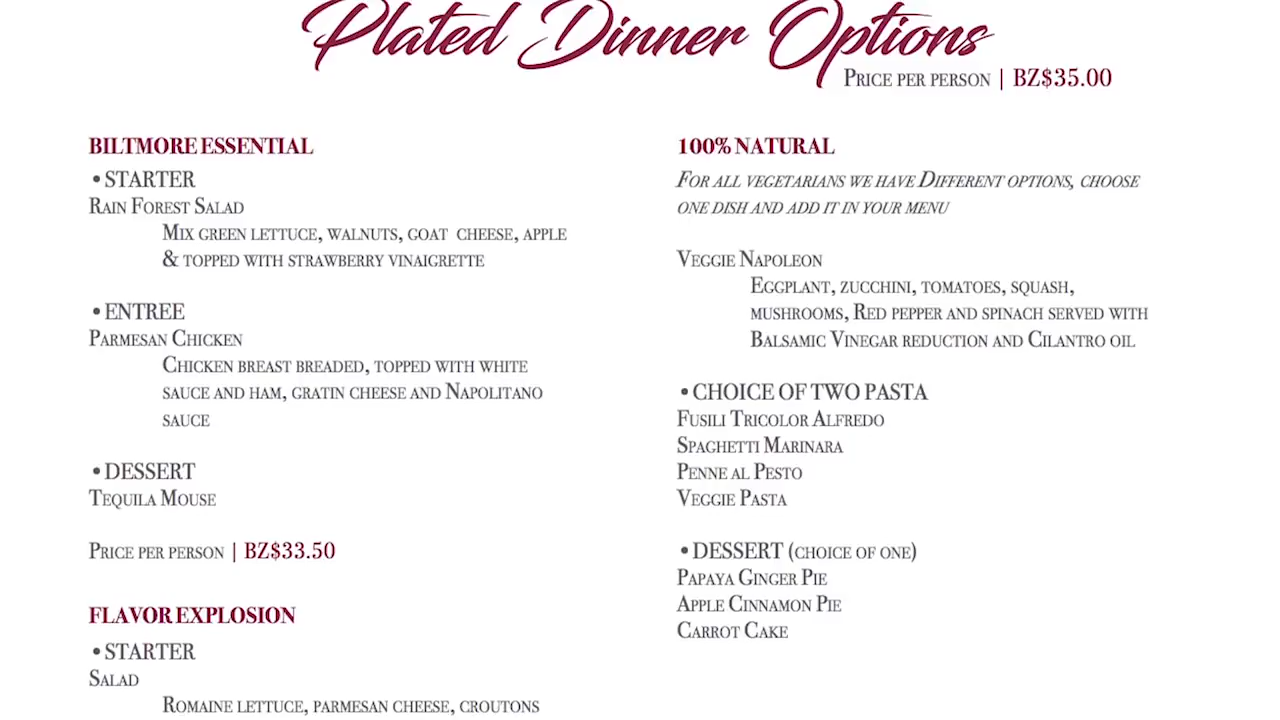 Plated Dinner Options
Price per person | BZ$35.00
BILTMORE ESSENTIAL
• STARTER
Rain Forest Salad
Mix green lettuce, walnuts, goat cheese, apple
& topped with strawberry vinaigrette
• ENTREE
Parmesan Chicken
Chicken breast breaded, topped with white
sauce and ham, gratin cheese and Napolitano
sauce
• DESSERT
Tequila Mouse
Price per person | BZ$33.50
FLAVOR EXPLOSION
• STARTER
Salad
Romaine lettuce, parmesan cheese, croutons
100% NATURAL
For all vegetarians we have Different options, choose
one dish and add it in your menu
Veggie Napoleon
Eggplant, zucchini, tomatoes, squash,
mushrooms, Red pepper and spinach served with
Balsamic Vinegar reduction and Cilantro oil
• CHOICE OF TWO PASTA
Fusili Tricolor Alfredo
Spaghetti Marinara
Penne al Pesto
Veggie Pasta
• DESSERT (choice of one)
Papaya Ginger Pie
Apple Cinnamon Pie
Carrot Cake